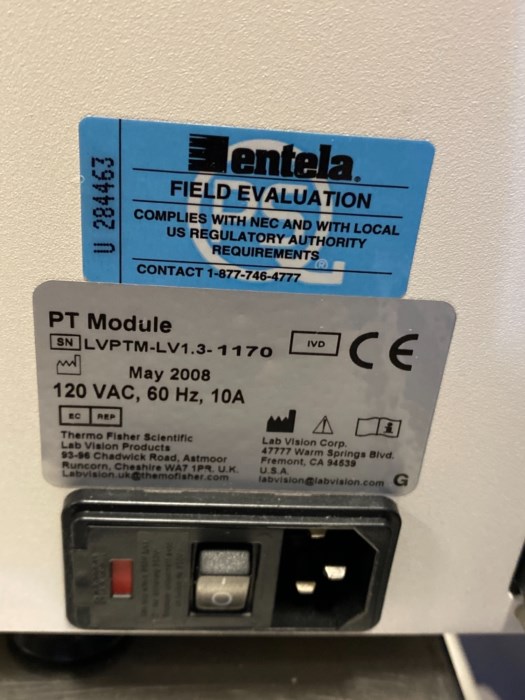 U 284463
entela
FIELD EVALUATION
COMPLIES WITH NEC AND WITH LOCAL
US REGULATORY AUTHORITY
REQUIREMENTS
CONTACT 1-877-746-4777
PT Module
SN LVPTM-LV1.3-1170
IVD
CE
May 2008
120 VAC, 60 Hz, 10A
EC REP
Thermo Fisher Scientific
Lab Vision Products
93-96 Chadwick Road, Astmoor
Runcorn, Cheshire WA7 1PR. U.K.
Labvision.uk@themofisher.com
Lab Vision Corp.
47777 Warm Springs Blvd.
Fremont, CA 94539
U.S.A.
labvision@labvision.com
G